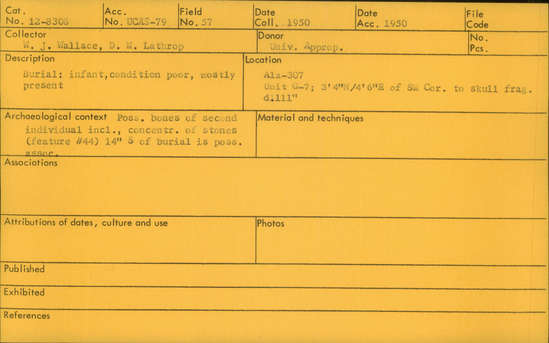 Cat. Acc. Field Date Date File
No. 12-8308 No. UCAS-79 No. 57 Coll. 1950 Acc. 1950 Code
Collector Donor No.
W. J. Wallace, D. W. Lathrop Univ. Approp. Pcs.
Description Location
Burial: infant, condition poor, mostly present
Ala-307
Unit G-7; 3'4"N/4'6"E of SW Cor. to skull frag.
d.111"
Archaeological context Poss. bones of second
individual incl., concentr. of stones
(feature #44) 14" S of burial is poss.
assoc.
Material and techniques
Associations
Attributions of dates, culture and use Photos
Published
Exhibited
References